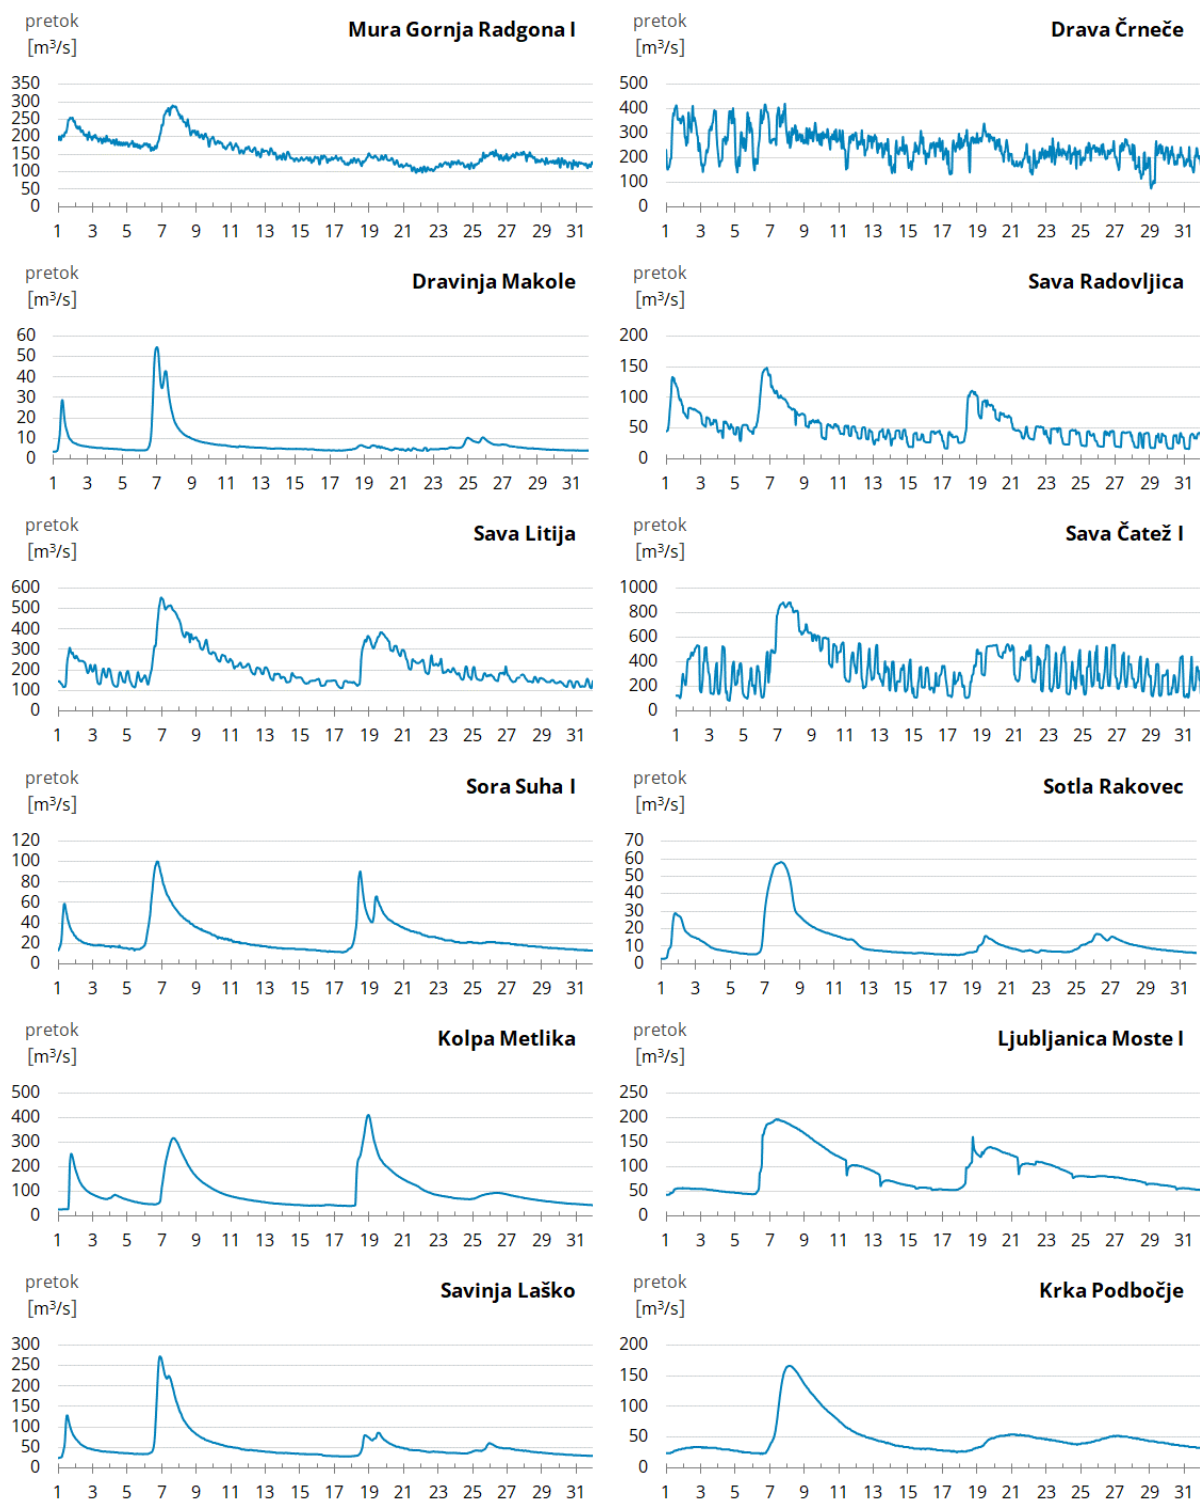 pretok
[m³/s]
Mura Gornja Radgona I
350
300
250
200
150
100
50
0
1 3 5 7 9 11 13 15 17 19 21 23 25 27 29 31
pretok
[m³/s]
Drava Črneče
500
400
300
200
100
0
1 3 5 7 9 11 13 15 17 19 21 23 25 27 29 31
pretok
[m³/s]
Dravinja Makole
60
50
40
30
20
10
0
1 3 5 7 9 11 13 15 17 19 21 23 25 27 29 31
pretok
[m³/s]
Sava Radovljica
200
150
100
50
0
1 3 5 7 9 11 13 15 17 19 21 23 25 27 29 31
pretok
[m³/s]
Sava Litija
600
500
400
300
200
100
0
1 3 5 7 9 11 13 15 17 19 21 23 25 27 29 31
pretok
[m³/s]
Sava Čatež I
1000
800
600
400
200
0
1 3 5 7 9 11 13 15 17 19 21 23 25 27 29 31
pretok
[m³/s]
Sora Suha I
120
100
80
60
40
20
0
1 3 5 7 9 11 13 15 17 19 21 23 25 27 29 31
pretok
[m³/s]
Sotla Rakovec
70
60
50
40
30
20
10
0
1 3 5 7 9 11 13 15 17 19 21 23 25 27 29 31
pretok
[m³/s]
Kolpa Metlika
500
400
300
200
100
0
1 3 5 7 9 11 13 15 17 19 21 23 25 27 29 31
pretok
[m³/s]
Ljubljanica Moste I
250
200
150
100
50
0
1 3 5 7 9 11 13 15 17 19 21 23 25 27 29 31
pretok
[m³/s]
Savinja Laško
300
250
200
150
100
50
0
1 3 5 7 9 11 13 15 17 19 21 23 25 27 29 31
pretok
[m³/s]
Krka Podbočje
200
150
100
50
0
1 3 5 7 9 11 13 15 17 19 21 23 25 27 29 31